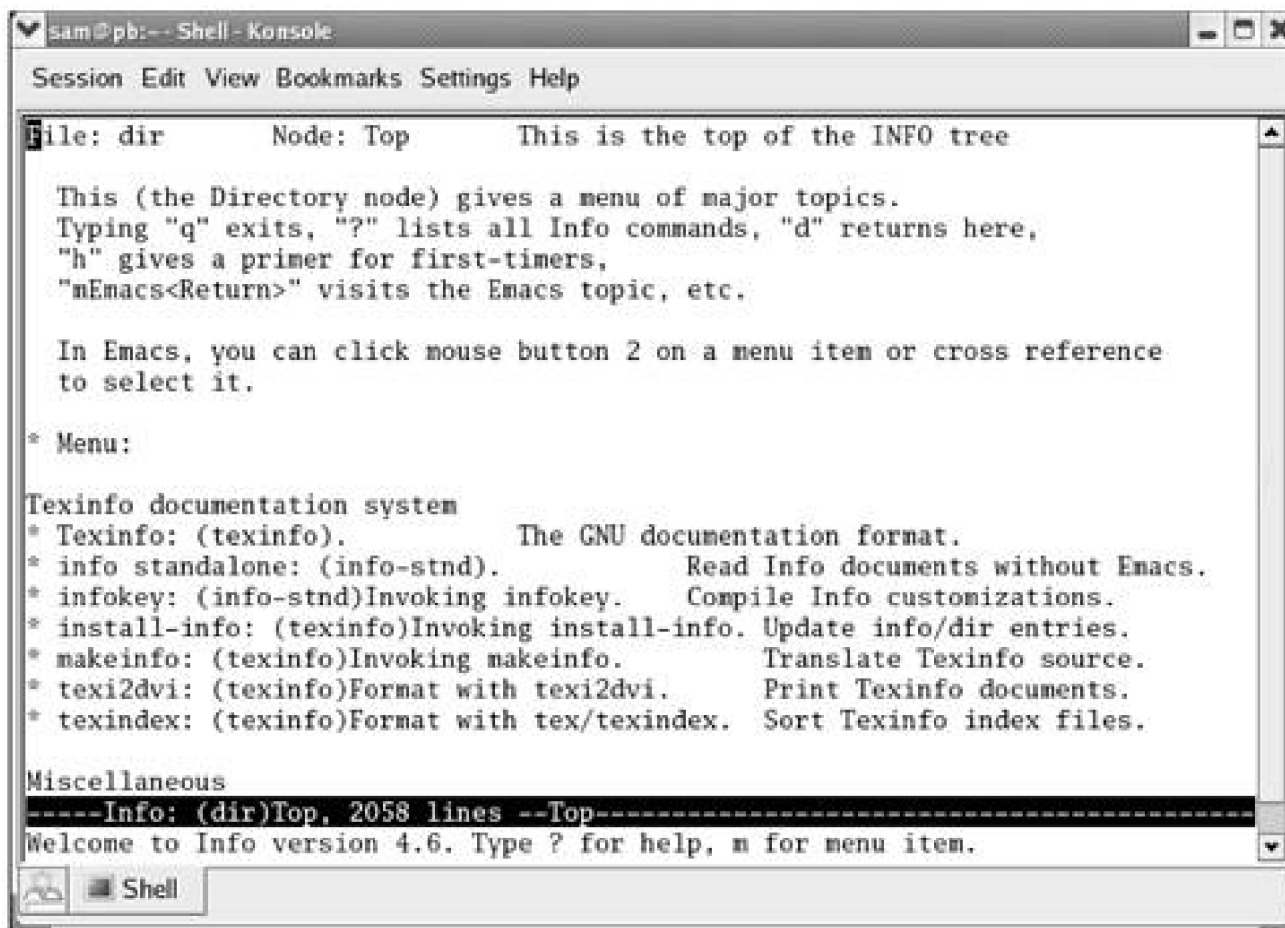 sam@pb:~- Shell - Konsole
Session Edit View Bookmarks Settings Help
File: dir Node: Top This is the top of the INFO tree
This (the Directory node) gives a menu of major topics.
Typing "q" exits, "?" lists all Info commands, "d" returns here,
"h" gives a primer for first-timers,
"mEmacs<Return>" visits the Emacs topic, etc.
In Emacs, you can click mouse button 2 on a menu item or cross reference
to select it.
* Menu:
Texinfo documentation system
* Texinfo: (texinfo). The GNU documentation format.
* info standalone: (info-stnd). Read Info documents without Emacs.
* infokey: (info-stnd)Invoking infokey. Compile Info customizations.
* install-info: (texinfo)Invoking install-info. Update info/dir entries.
* makeinfo: (texinfo)Invoking makeinfo. Translate Texinfo source.
* texi2dvi: (texinfo)Format with texi2dvi. Print Texinfo documents.
* texindex: (texinfo)Format with tex/texindex. Sort Texinfo index files.
Miscellaneous
-----Info: (dir)Top, 2058 lines --Top-------------------------------------------
Welcome to Info version 4.6. Type ? for help, m for menu item.
Shell